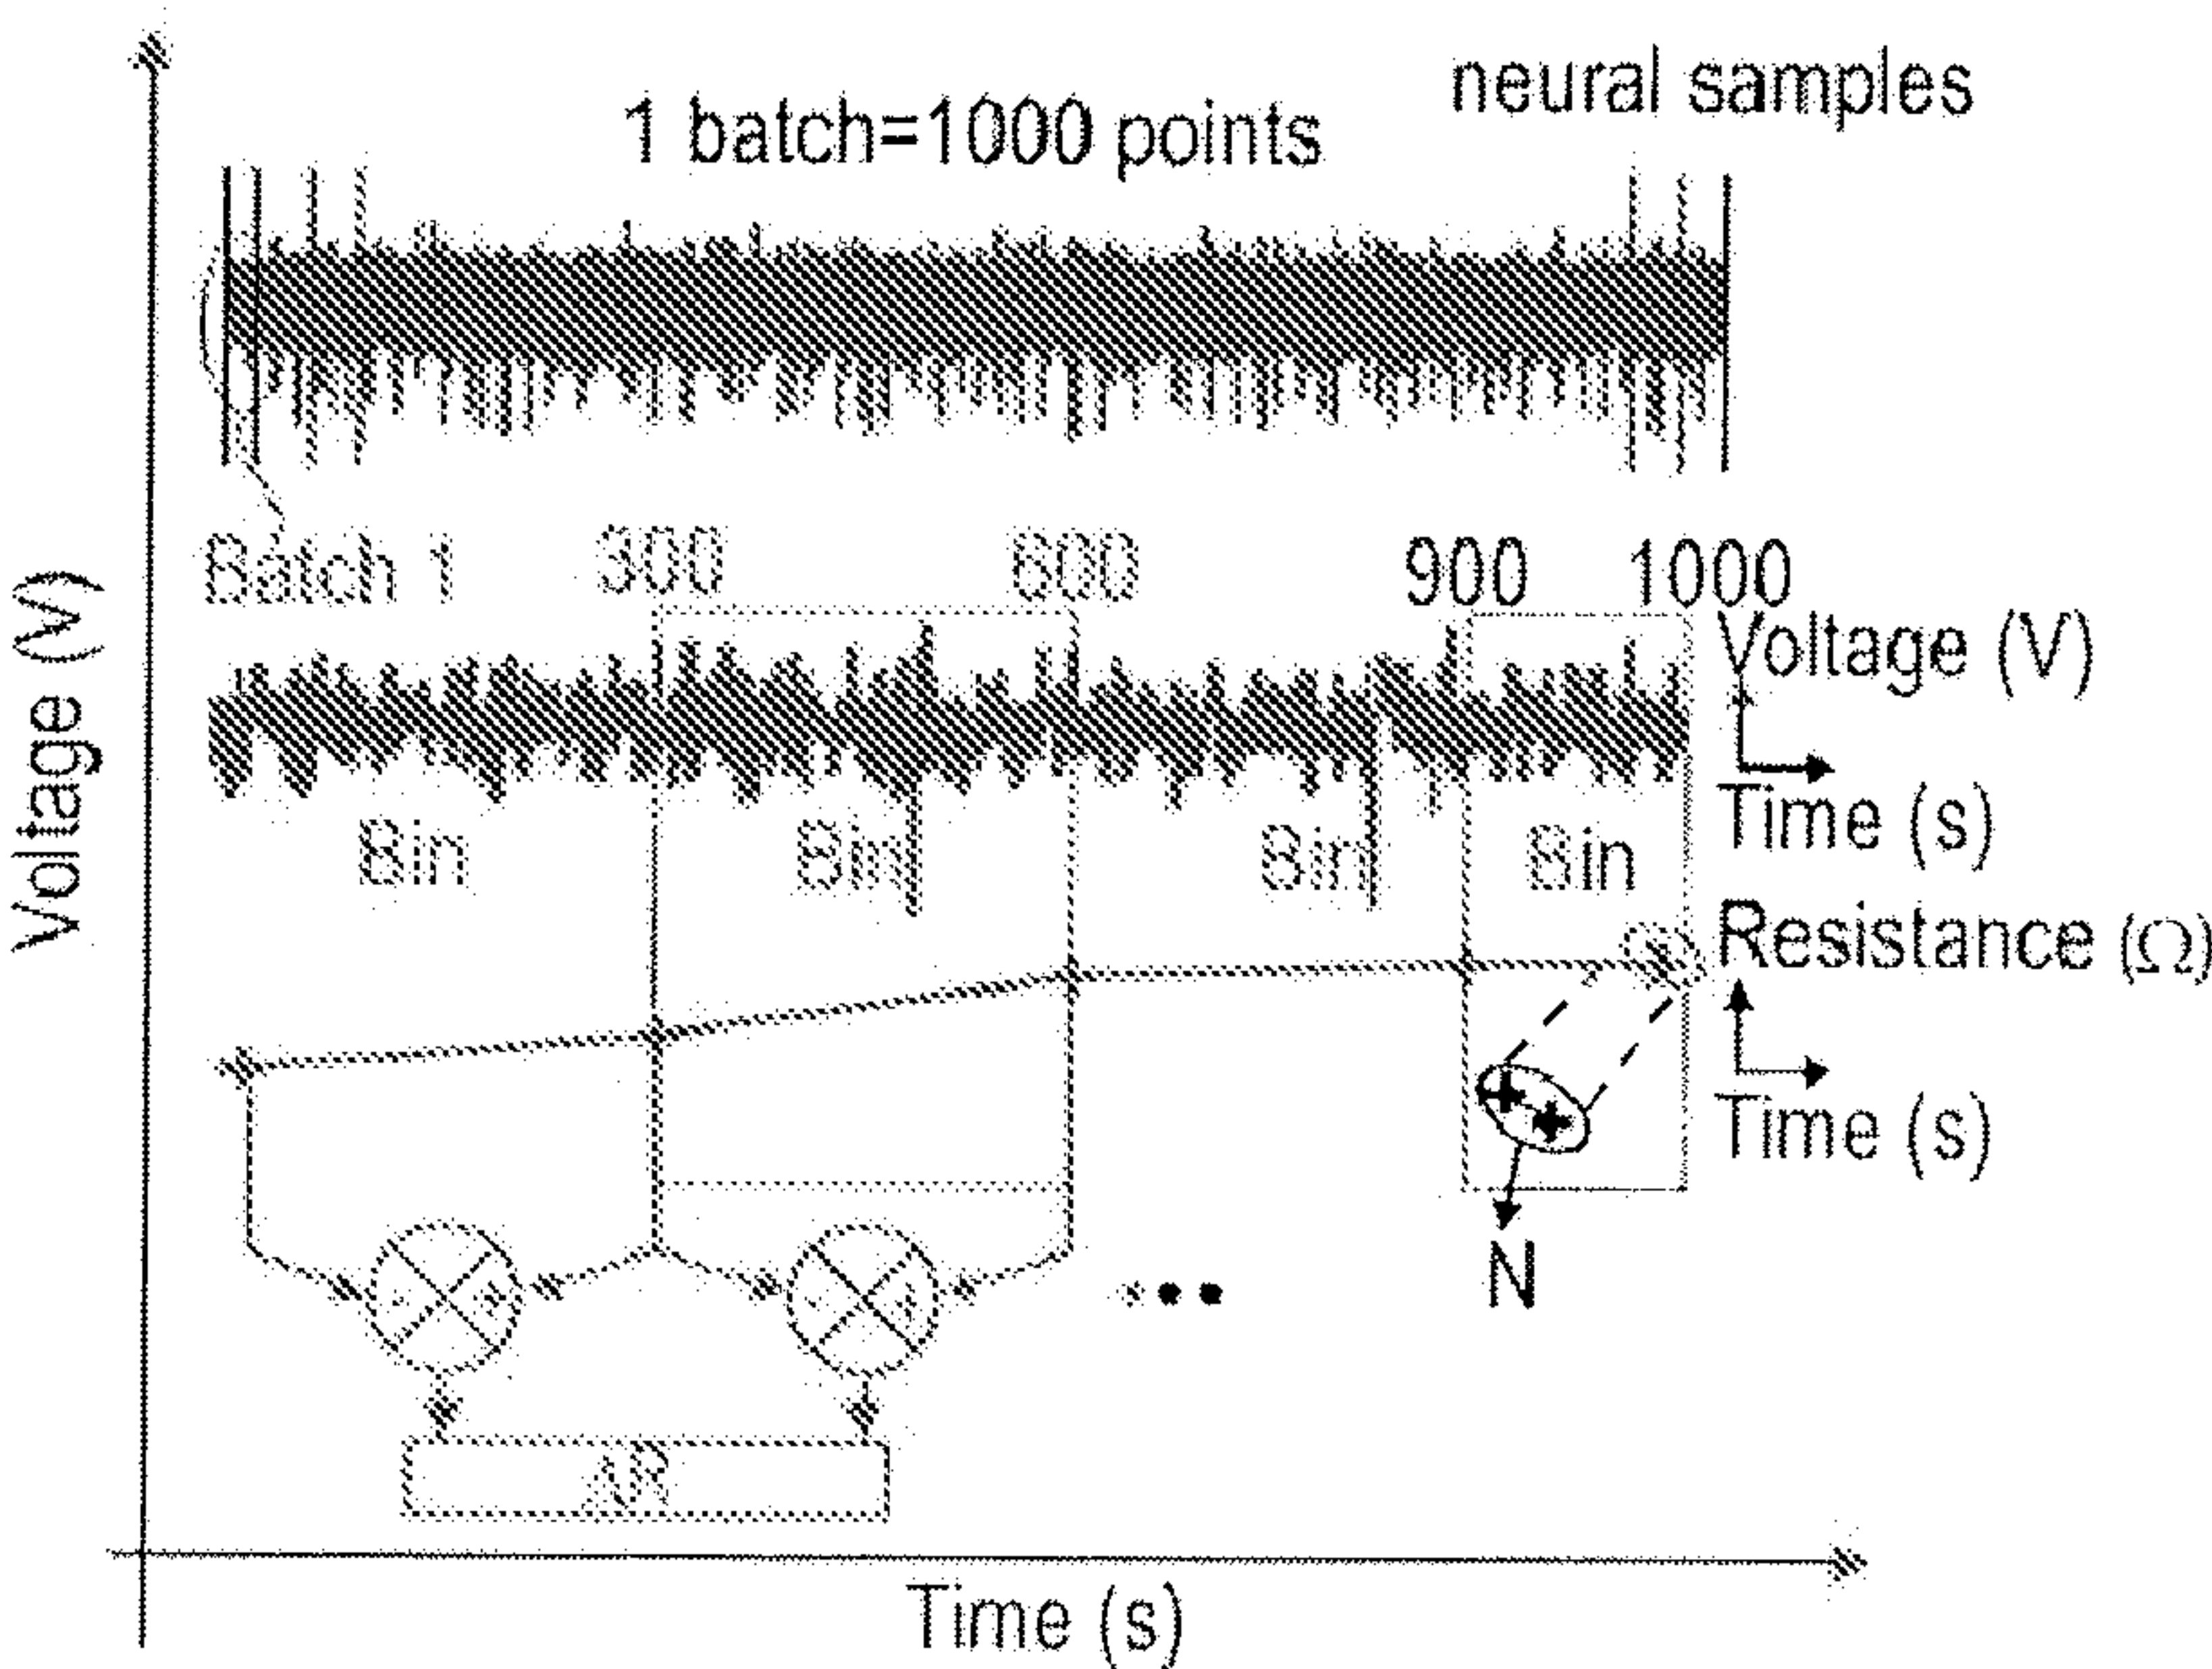 neural samples
1 batch=1000 points
Batch 1
300
600
900
1000
Voltage (V)
Voltage (V)
Time (s)
Bin
Bin
Bin
Bin
Resistance (Ω)
Time (s)
N
Time (s)